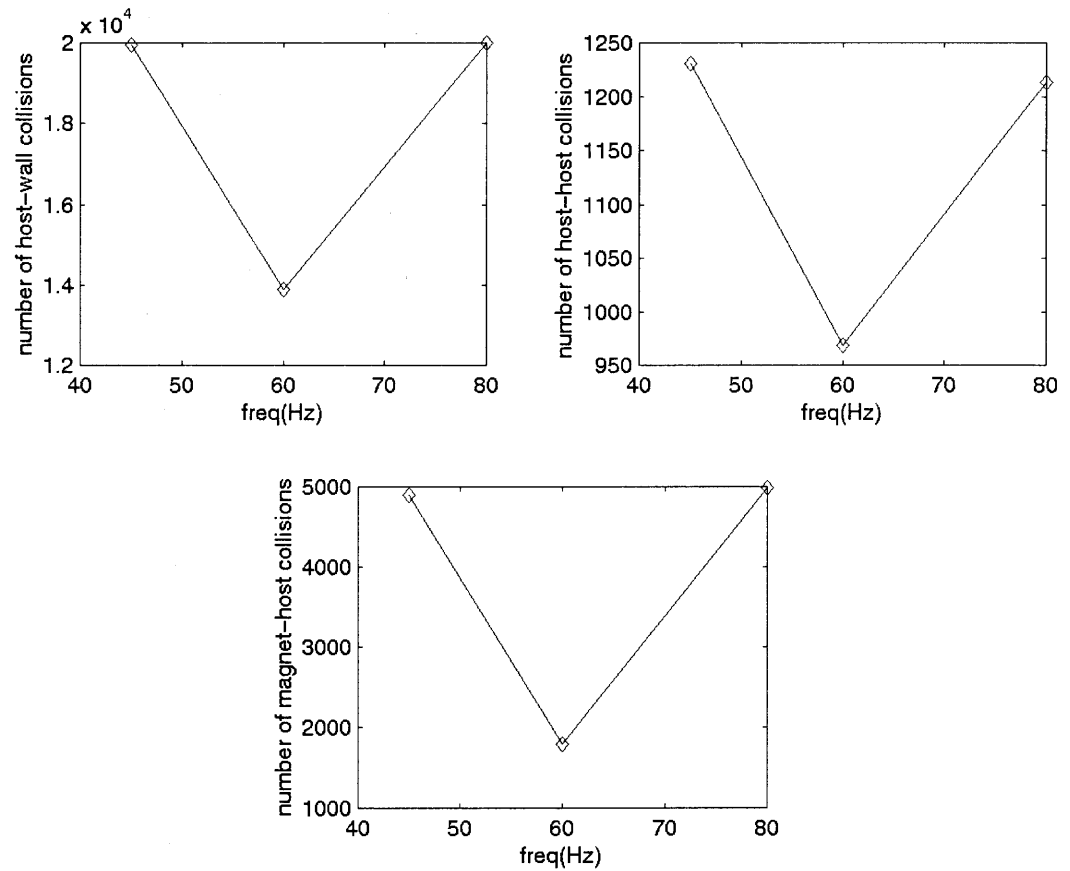 x 10^4
2
1.8
1.6
1.4
1.2
40 50 60 70 80
freq(Hz)
number of host-wall collisions
1250
1200
1150
1100
1050
1000
950
40 50 60 70 80
freq(Hz)
number of host-host collisions
5000
4000
3000
2000
1000
40 50 60 70 80
freq(Hz)
number of magnet-host collisions